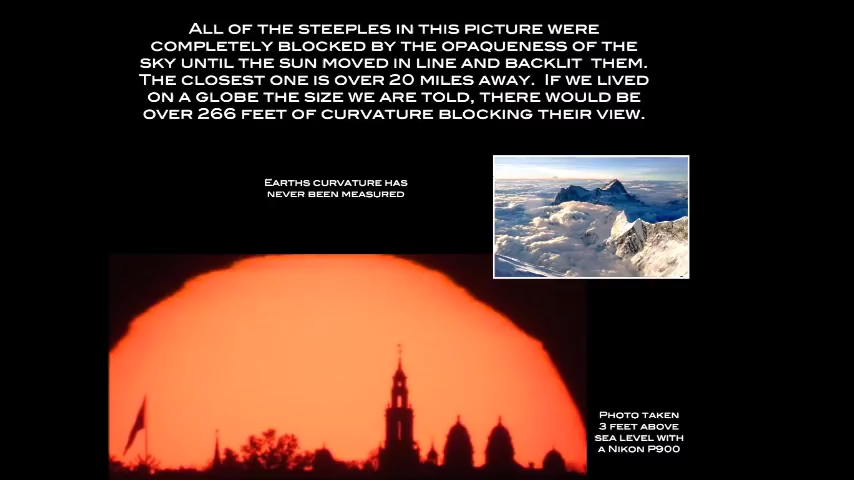 All of the steeples in this picture were
completely blocked by the opaqueness of the
sky until the sun moved in line and backlit them.
The closest one is over 20 miles away. If we lived
on a globe the size we are told, there would be
over 266 feet of curvature blocking their view.
Earths curvature has
never been measured
Photo taken
3 feet above
sea level with
a Nikon P900